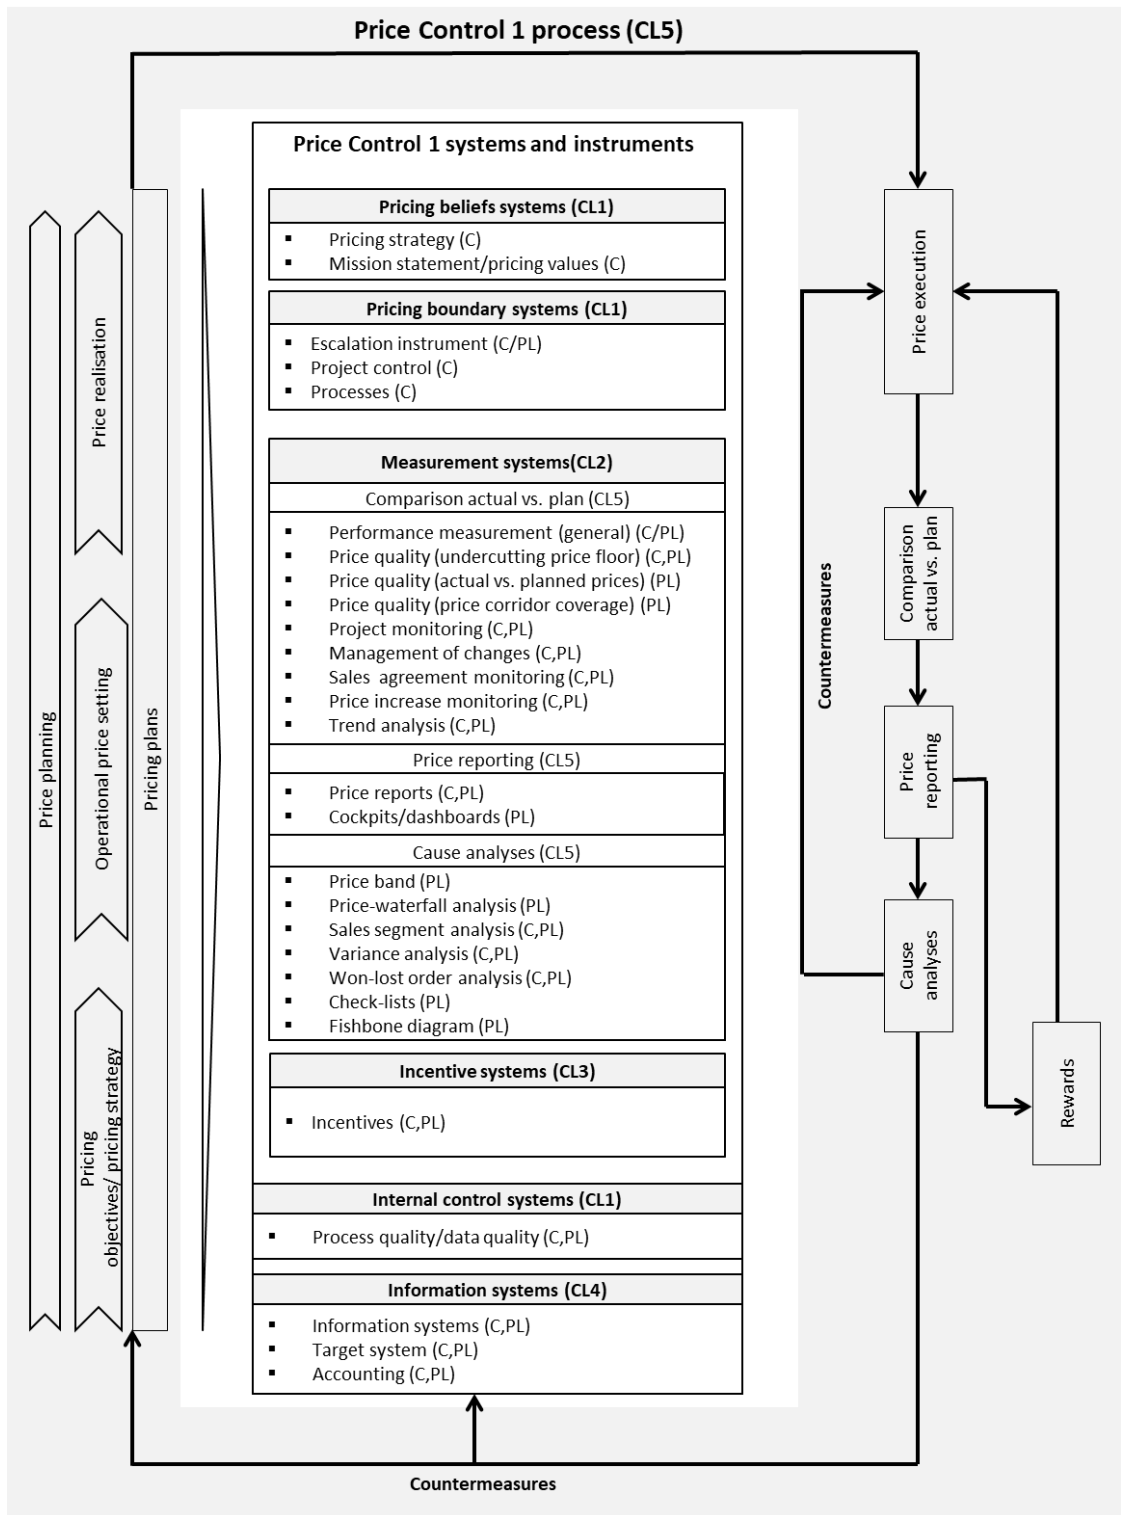 Price Control 1 process (CL5)
Price planning
Price realisation
Operational price setting
Pricing
objectives/ pricing strategy
Pricing plans
Price Control 1 systems and instruments
Pricing beliefs systems (CL1)
▪ Pricing strategy (C)
▪ Mission statement/pricing values (C)
Pricing boundary systems (CL1)
▪ Escalation instrument (C/PL)
▪ Project control (C)
▪ Processes (C)
Measurement systems(CL2)
Comparison actual vs. plan (CL5)
▪ Performance measurement (general) (C/PL)
▪ Price quality (undercutting price floor) (C,PL)
▪ Price quality (actual vs. planned prices) (PL)
▪ Price quality (price corridor coverage) (PL)
▪ Project monitoring (C,PL)
▪ Management of changes (C,PL)
▪ Sales agreement monitoring (C,PL)
▪ Price increase monitoring (C,PL)
▪ Trend analysis (C,PL)
Price reporting (CL5)
▪ Price reports (C,PL)
▪ Cockpits/dashboards (PL)
Cause analyses (CL5)
▪ Price band (PL)
▪ Price-waterfall analysis (PL)
▪ Sales segment analysis (C,PL)
▪ Variance analysis (C,PL)
▪ Won-lost order analysis (C,PL)
▪ Check-lists (PL)
▪ Fishbone diagram (PL)
Incentive systems (CL3)
▪ Incentives (C,PL)
Internal control systems (CL1)
▪ Process quality/data quality (C,PL)
Information systems (CL4)
▪ Information systems (C,PL)
▪ Target system (C,PL)
▪ Accounting (C,PL)
Countermeasures
Price execution
Comparison
actual vs. plan
Price
reporting
Cause
analyses
Rewards
Countermeasures